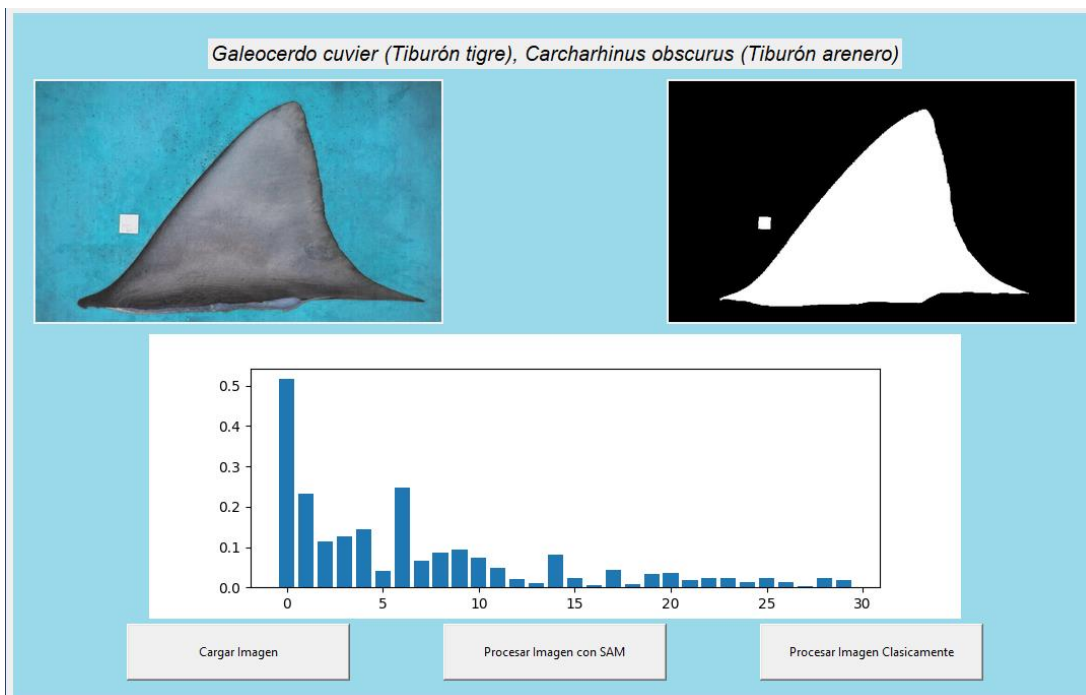 Galeocerdo cuvier (Tiburón tigre), Carcharhinus obscurus (Tiburón arenero)
0.5
0.4
0.3
0.2
0.1
0.0
0 5 10 15 20 25 30
Cargar Imagen Procesar Imagen con SAM Procesar Imagen Clasicamente